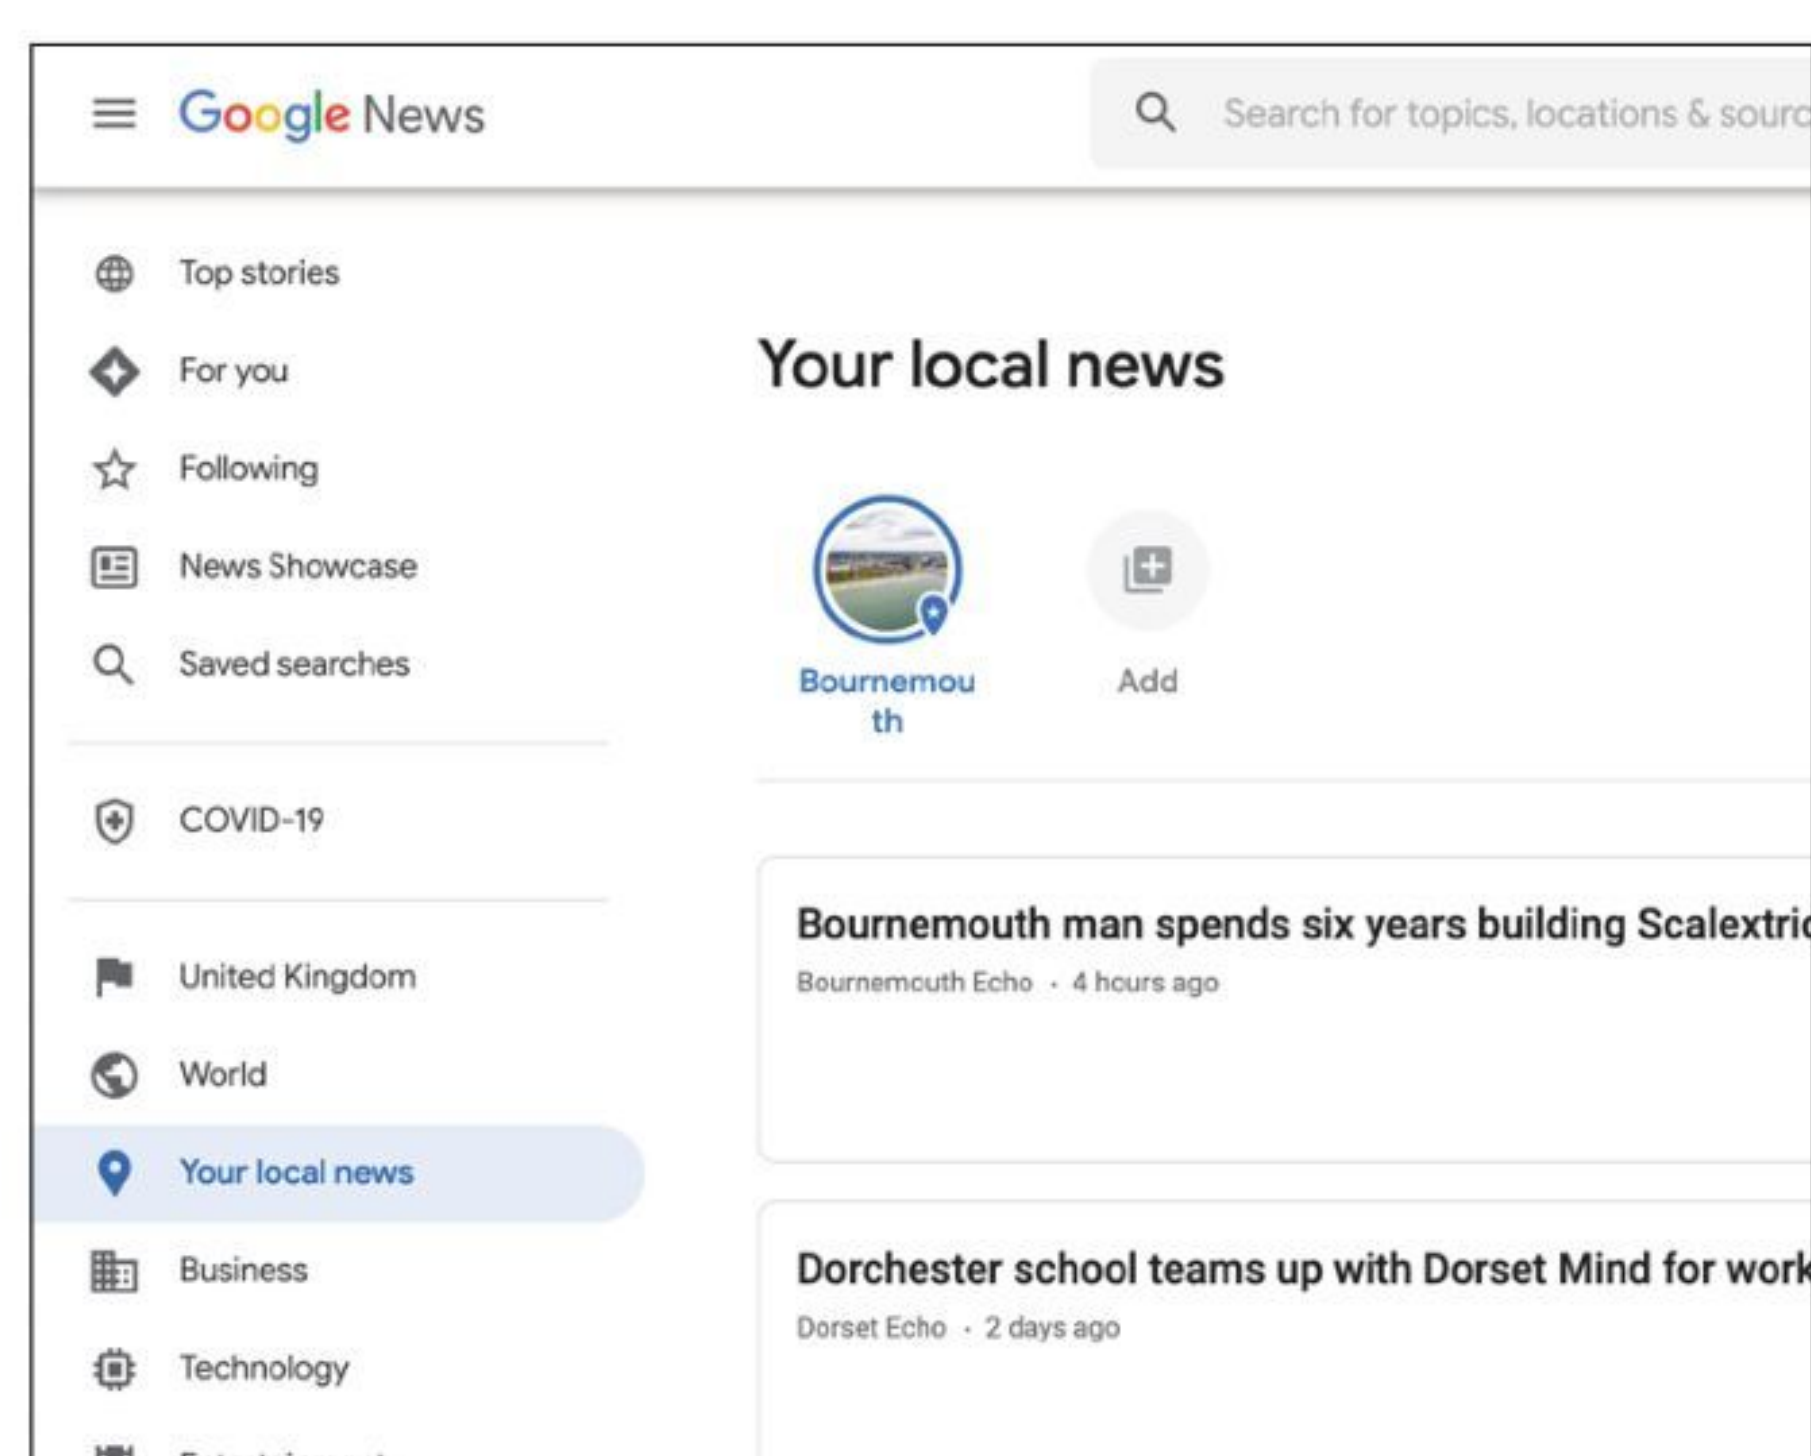 Google News
Search for topics, locations & sourc
Top stories
For you
Following
News Showcase
Saved searches
COVID-19
United Kingdom
World
Your local news
Business
Technology
Your local news
Bournemou
th
Add
Bournemouth man spends six years building Scalextric
Bournemouth Echo · 4 hours ago
Dorchester school teams up with Dorset Mind for work
Dorset Echo · 2 days ago